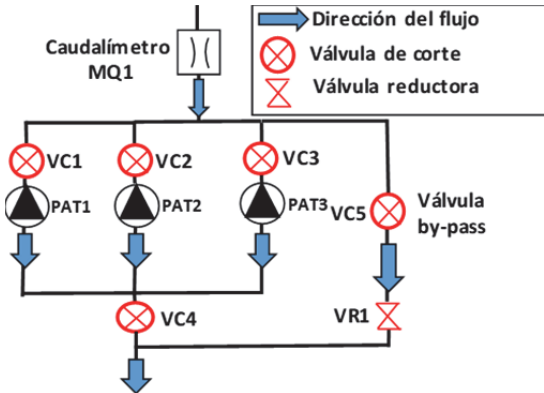 Caudalímetro
MQ1
Dirección del flujo
Válvula de corte
Válvula reductora
VC1
VC2
VC3
PAT1
PAT2
PAT3
VC5
Válvula
by-pass
VC4
VR1